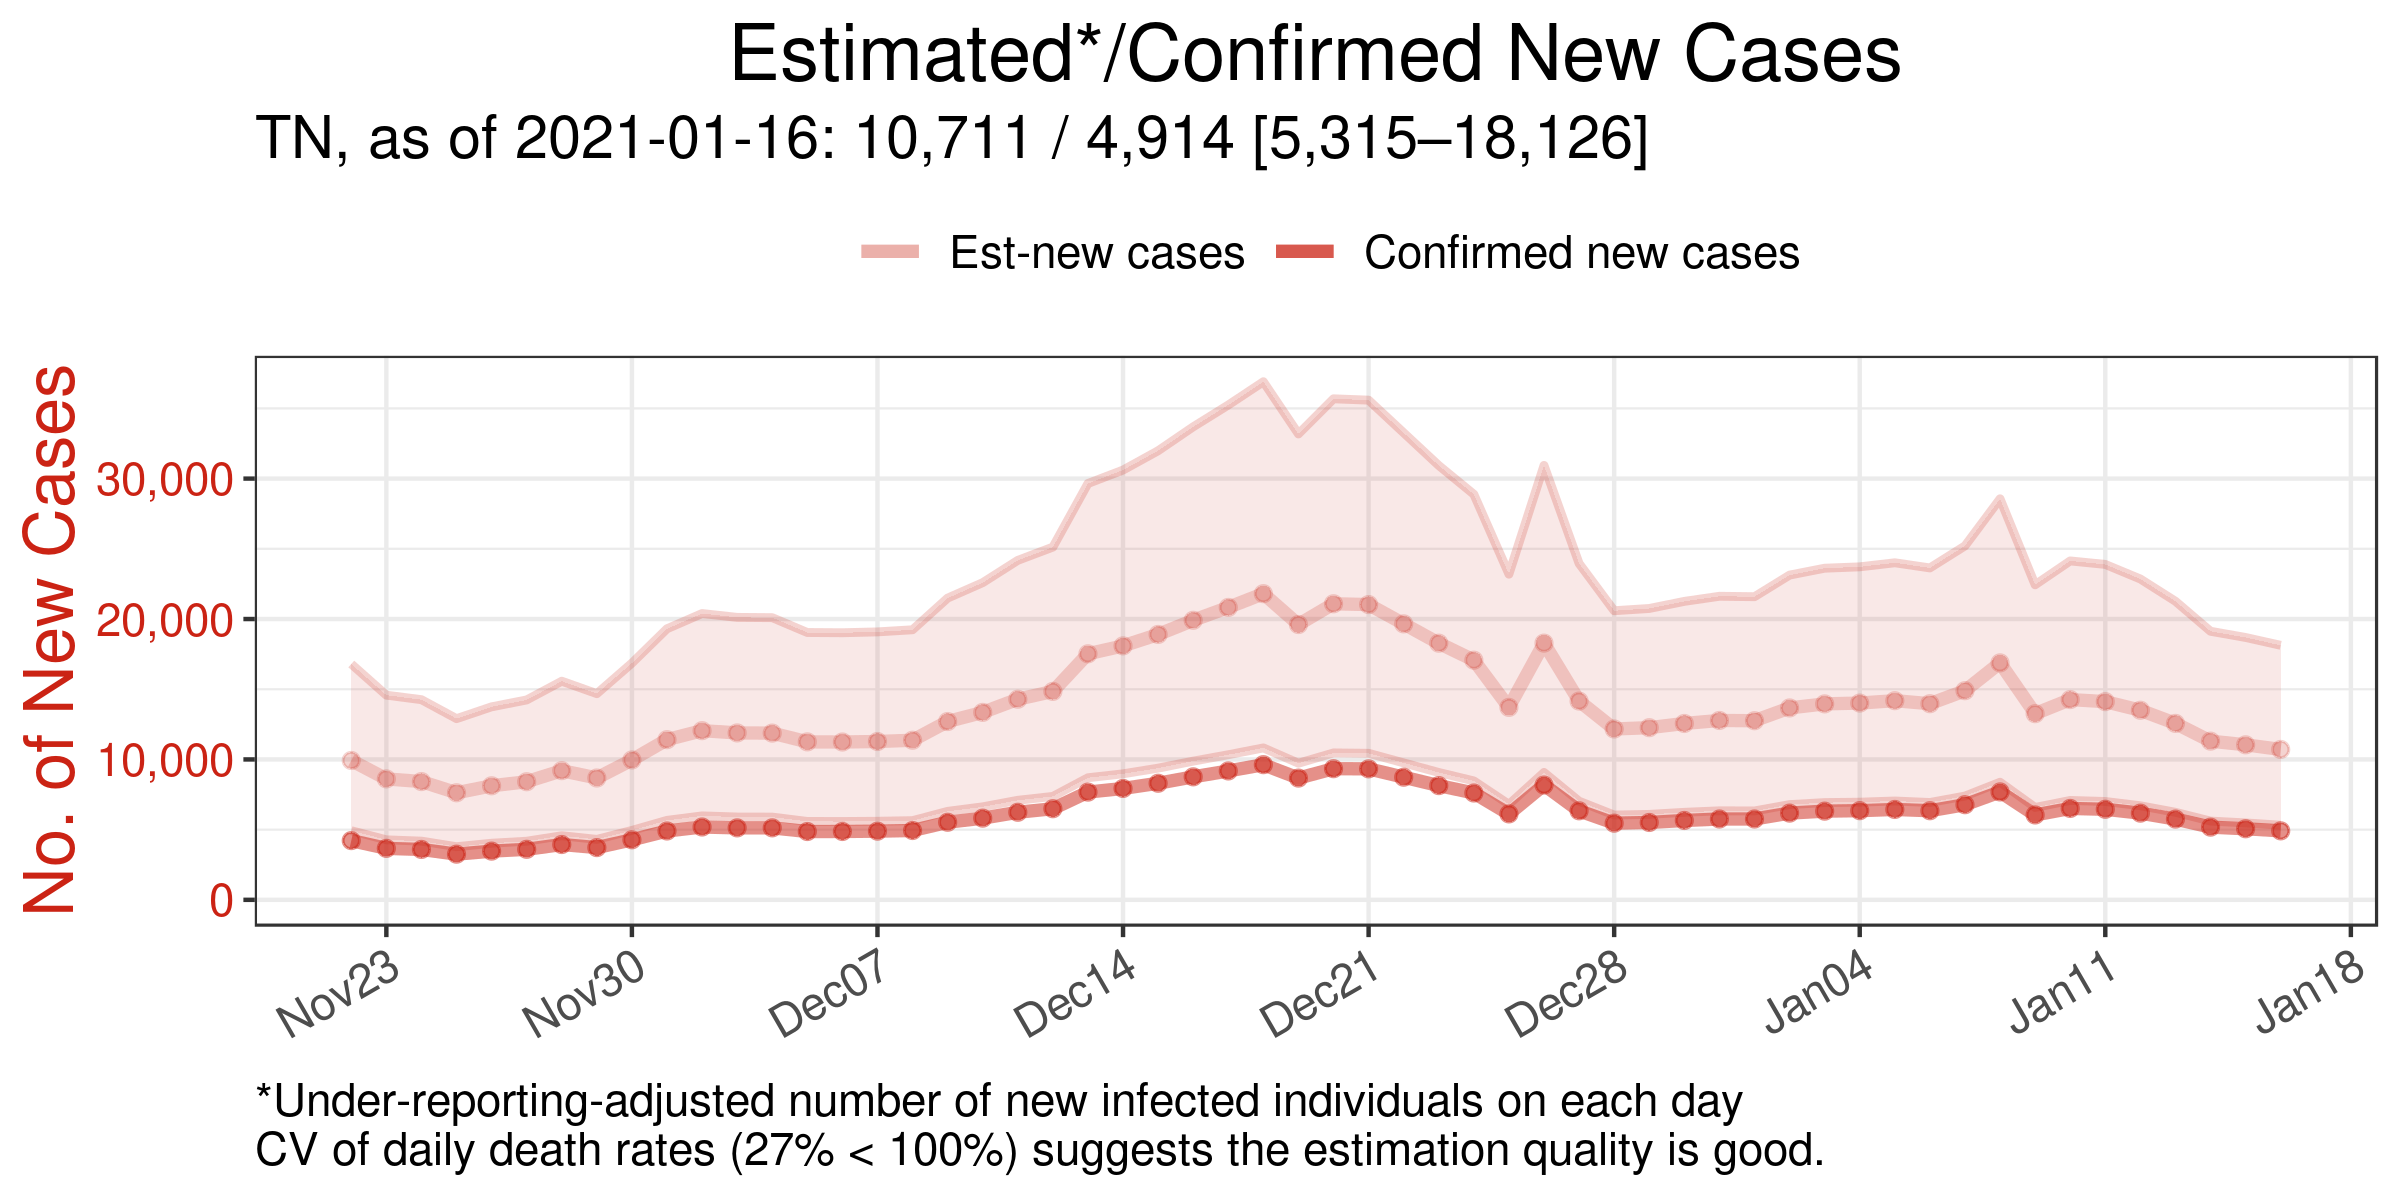 Estimated*/Confirmed New Cases
TN, as of 2021-01-16: 10,711 / 4,914 [5,315–18,126]
Est-new cases
Confirmed new cases
No. of New Cases
30,000
20,000
10,000
0
Nov23
Nov30
Dec07
Dec14
Dec21
Dec28
Jan04
Jan11
Jan18
*Under-reporting-adjusted number of new infected individuals on each day
CV of daily death rates (27% < 100%) suggests the estimation quality is good.